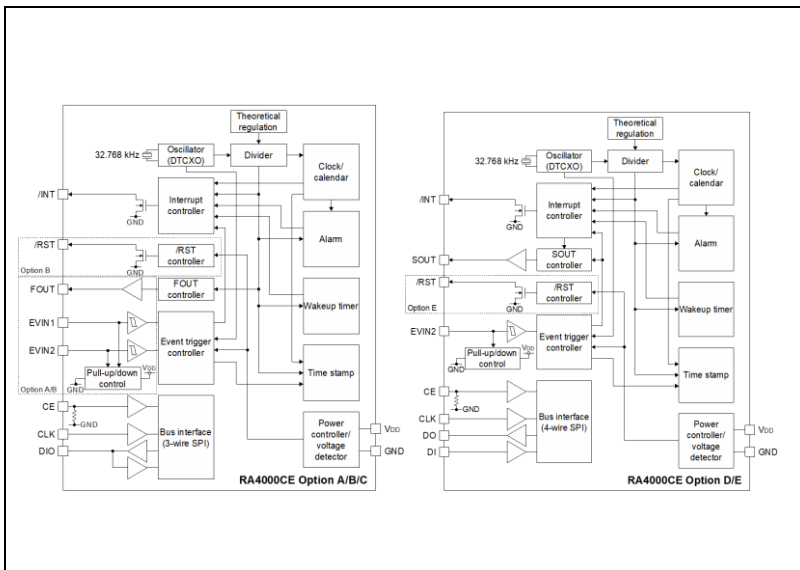 Theoretical
regulation
32.768 kHz
Oscillator
(DTCXO)
Divider
Clock/
calendar
/INT
Interrupt
controller
GND
Alarm
/RST
/RST
controller
GND
Option B
FOUT
FOUT
controller
Wakeup timer
EVIN1
EVIN2
Event trigger
controller
VDD
Pull-up/down
control
GND
Option A/B
Time stamp
CE
GND
CLK
DIO
Bus interface
(3-wire SPI)
Power
controller/
voltage
detector
VDD
GND
RA4000CE Option A/B/C
Theoretical
regulation
32.768 kHz
Oscillator
(DTCXO)
Divider
Clock/
calendar
/INT
Interrupt
controller
GND
Alarm
SOUT
SOUT
controller
/RST
/RST
controller
GND
Option E
Wakeup timer
EVIN2
Event trigger
controller
VDD
Pull-up/down
control
GND
Time stamp
CE
GND
CLK
DO
DI
Bus interface
(4-wire SPI)
Power
controller/
voltage
detector
VDD
GND
RA4000CE Option D/E